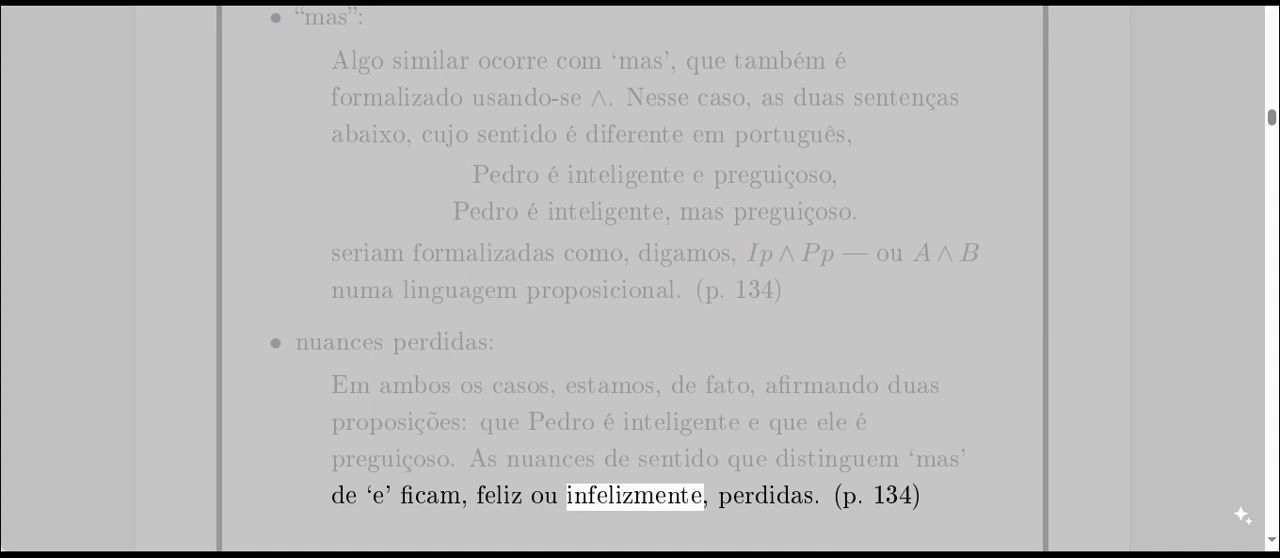 • “mas”:
Algo similar ocorre com ‘mas’, que também é
formalizado usando-se ∧. Nesse caso, as duas sentenças
abaixo, cujo sentido é diferente em português,
Pedro é inteligente e preguiçoso,
Pedro é inteligente, mas preguiçoso.
seriam formalizadas como, digamos, Ip ∧ Pp — ou A ∧ B
numa linguagem proposicional. (p. 134)
• nuances perdidas:
Em ambos os casos, estamos, de fato, afirmando duas
proposições: que Pedro é inteligente e que ele é
preguiçoso. As nuances de sentido que distinguem ‘mas’
de ‘e’ ficam, feliz ou infelizmente, perdidas. (p. 134)